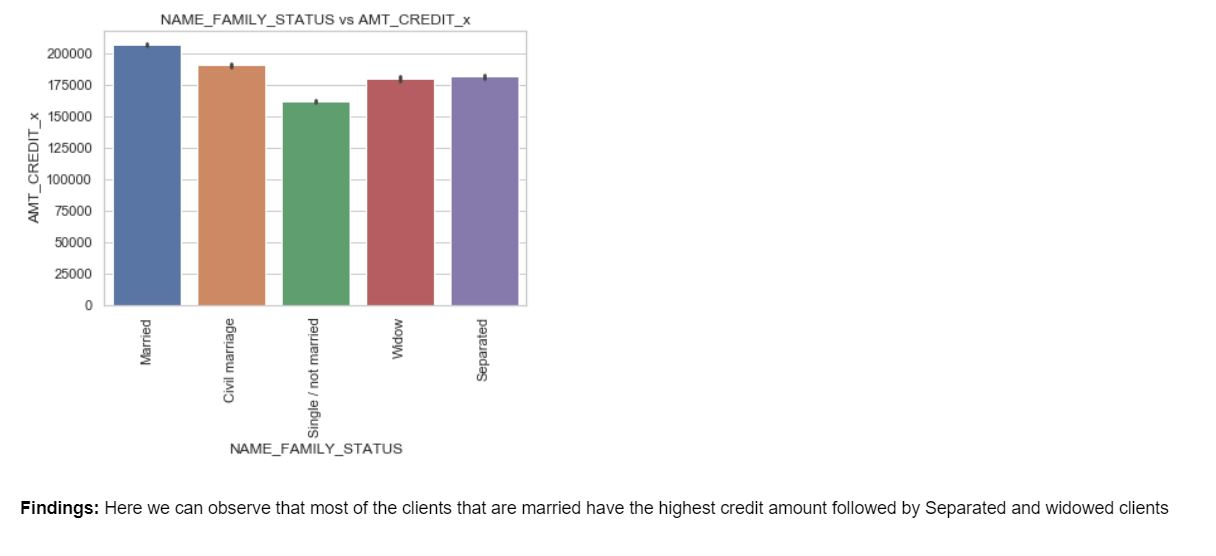 NAME_FAMILY_STATUS vs AMT_CREDIT_x
AMT_CREDIT_x
200000
175000
150000
125000
100000
75000
50000
25000
0
Married
Civil marriage
Single / not married
Widow
Separated
NAME_FAMILY_STATUS
Findings: Here we can observe that most of the clients that are married have the highest credit amount followed by Separated and widowed clients